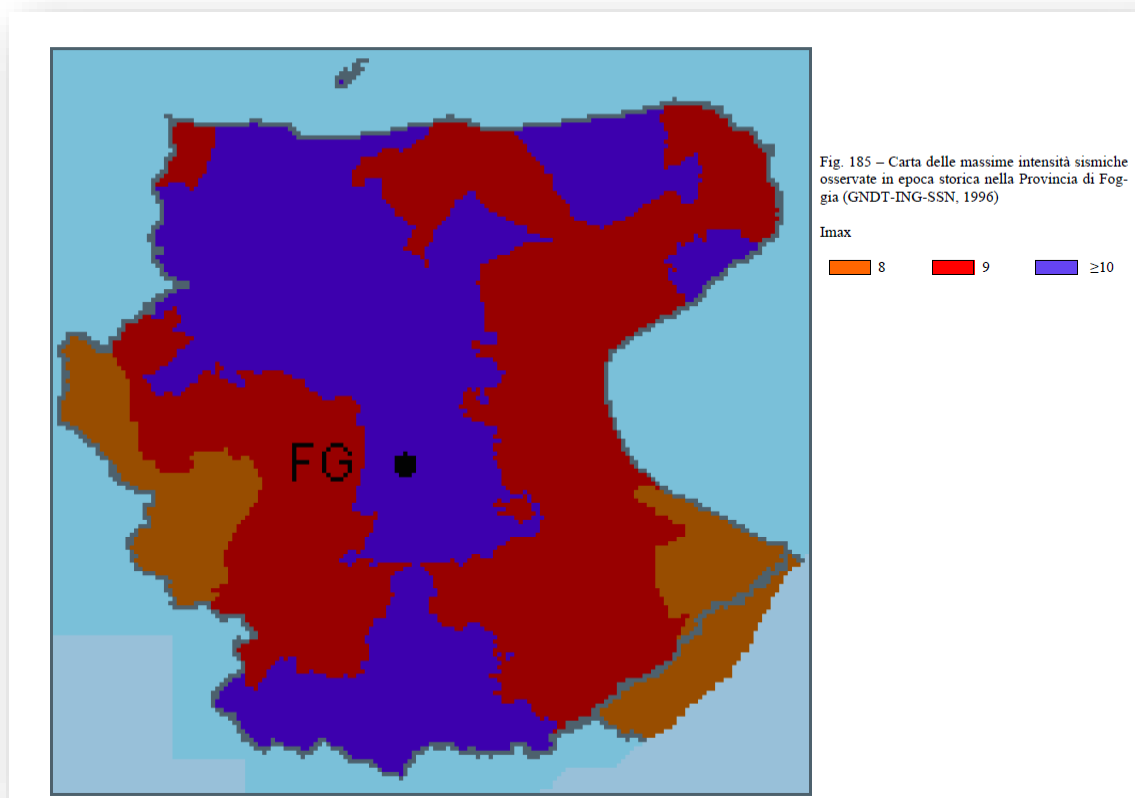 Fig. 185 – Carta delle massime intensità sismiche
osservate in epoca storica nella Provincia di Fog-
gia (GNDT-ING-SSN, 1996)
Imax
8 9 ≥10
FG